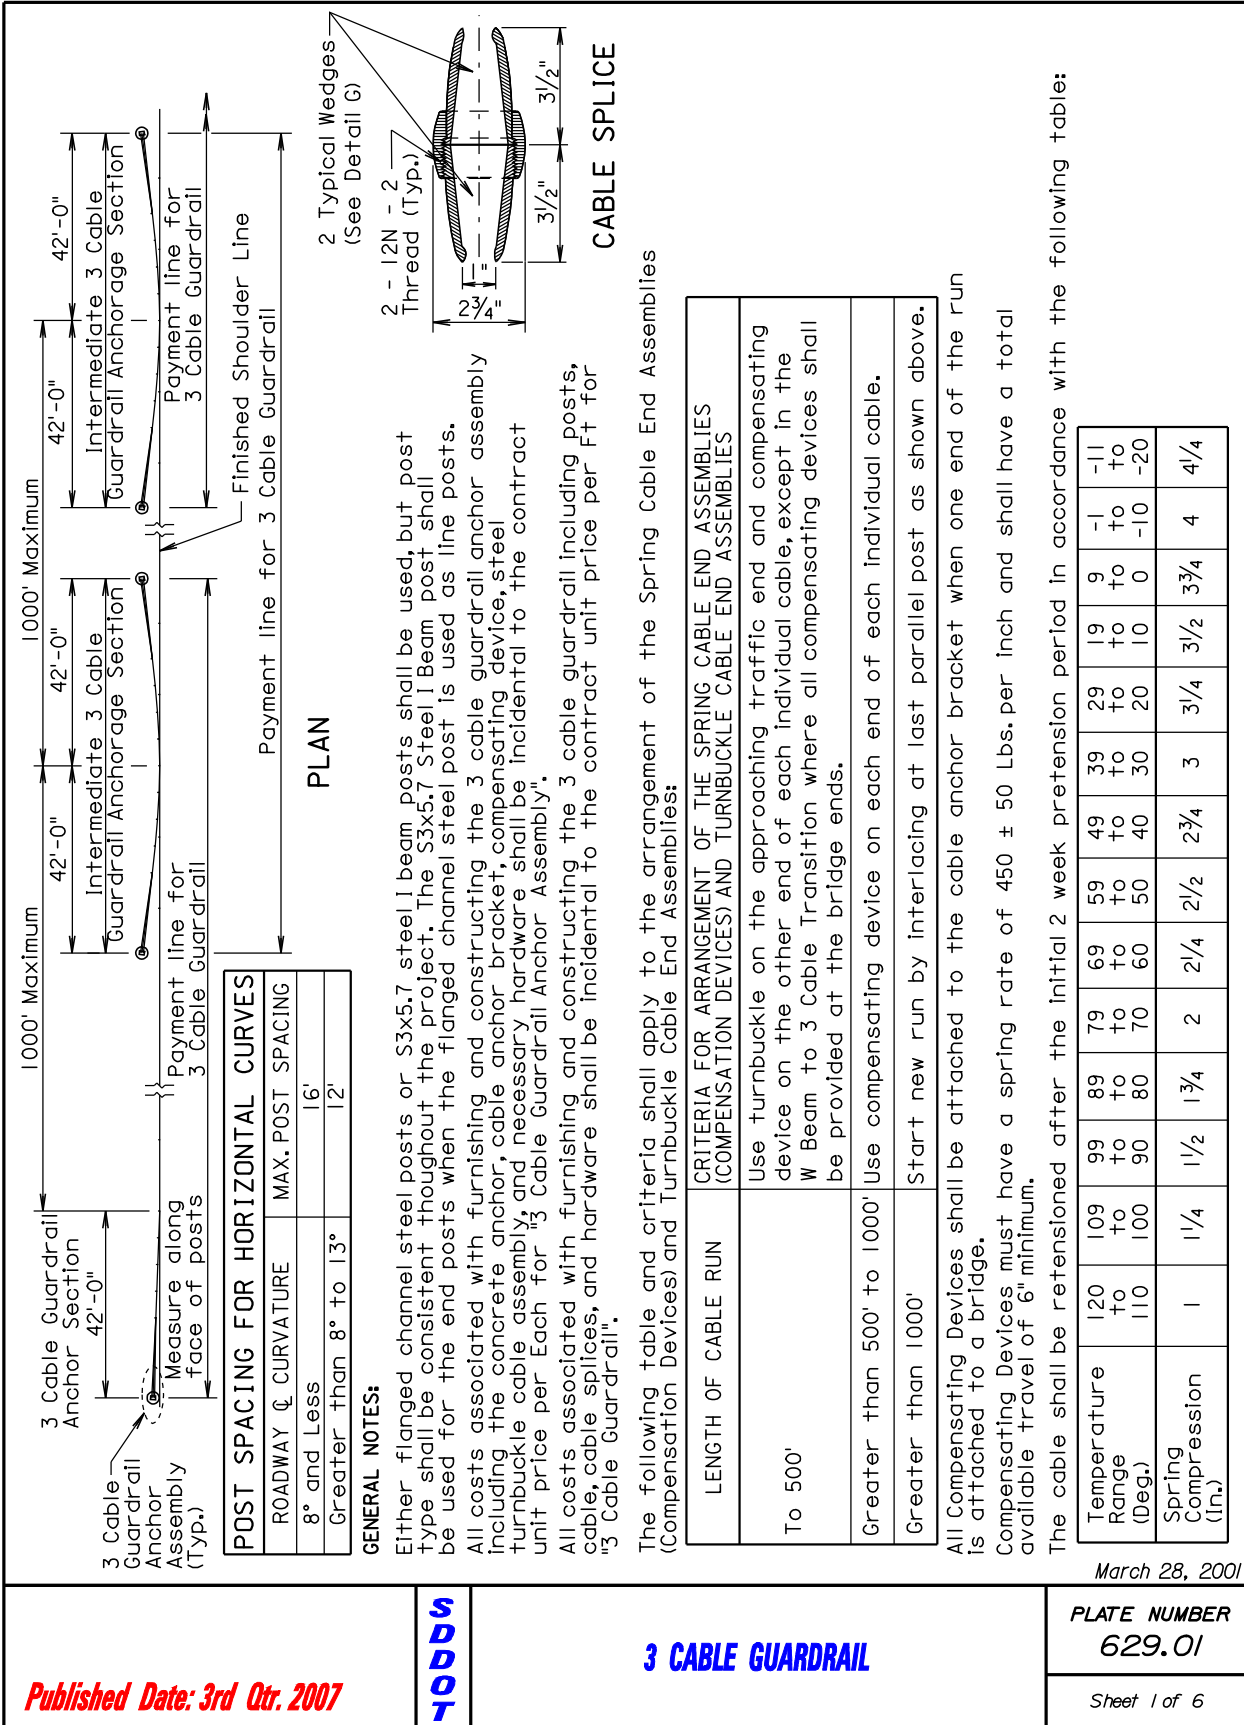 3 Cable
Guardrail
Anchor
Assembly
(Typ.)
3 Cable Guardrail
Anchor Section
42'-0"
Measure along
face of posts
1000' Maximum
1000' Maximum
42'-0"
42'-0"
42'-0"
42'-0"
Intermediate 3 Cable
Guardrail Anchorage Section
Intermediate 3 Cable
Guardrail Anchorage Section
Payment line for
3 Cable Guardrail
Payment line for
3 Cable Guardrail
Finished Shoulder Line
Payment line for 3 Cable Guardrail
PLAN
2 Typical Wedges
(See Detail G)
2 - 12N - 2
Thread (Typ.)
1"
2¾"
3½"
3½"
CABLE SPLICE
POST SPACING FOR HORIZONTAL CURVES
ROADWAY ℄ CURVATURE MAX. POST SPACING
8° and Less 16'
Greater than 8° to 13° 12'
GENERAL NOTES:
Either flanged channel steel posts or S3x5.7 steel I beam posts shall be used, but post
type shall be consistent thoughout the project. The S3x5.7 Steel I Beam post shall
be used for the end posts when the flanged channel steel post is used as line posts.
All costs associated with furnishing and constructing the 3 cable guardrail anchor assembly
including the concrete anchor, cable anchor bracket, compensating device, steel
turnbuckle cable assembly, and necessary hardware shall be incidental to the contract
unit price per Each for "3 Cable Guardrail Anchor Assembly".
All costs associated with furnishing and constructing the 3 cable guardrail including posts,
cable, cable splices, and hardware shall be incidental to the contract unit price per Ft for
"3 Cable Guardrail".
The following table and criteria shall apply to the arrangement of the Spring Cable End Assemblies
(Compensation Devices) and Turnbuckle Cable End Assemblies:
LENGTH OF CABLE RUN
CRITERIA FOR ARRANGEMENT OF THE SPRING CABLE END ASSEMBLIES
(COMPENSATION DEVICES) AND TURNBUCKLE CABLE END ASSEMBLIES
To 500'
Use turnbuckle on the approaching traffic end and compensating
device on the other end of each individual cable, except in the
W Beam to 3 Cable Transition where all compensating devices shall
be provided at the bridge ends.
Greater than 500' to 1000' Use compensating device on each end of each individual cable.
Greater than 1000' Start new run by interlacing at last parallel post as shown above.
All Compensating Devices shall be attached to the cable anchor bracket when one end of the run
is attached to a bridge.
Compensating Devices must have a spring rate of 450 ± 50 Lbs. per inch and shall have a total
available travel of 6" minimum.
The cable shall be retensioned after the initial 2 week pretension period in accordance with the following table:
Temperature 120 109 99 89 79 69 59 49 39 29 19 9 -1 -11
Range to to to to to to to to to to to to to to
(Deg.) 110 100 90 80 70 60 50 40 30 20 10 0 -10 -20
Spring
Compression 1 1¼ 1½ 1¾ 2 2¼ 2½ 2¾ 3 3¼ 3½ 3¾ 4 4¼
(In.)
March 28, 2001
Published Date: 3rd Qtr. 2007
SDDOT
3 CABLE GUARDRAIL
PLATE NUMBER
629.01
Sheet 1 of 6